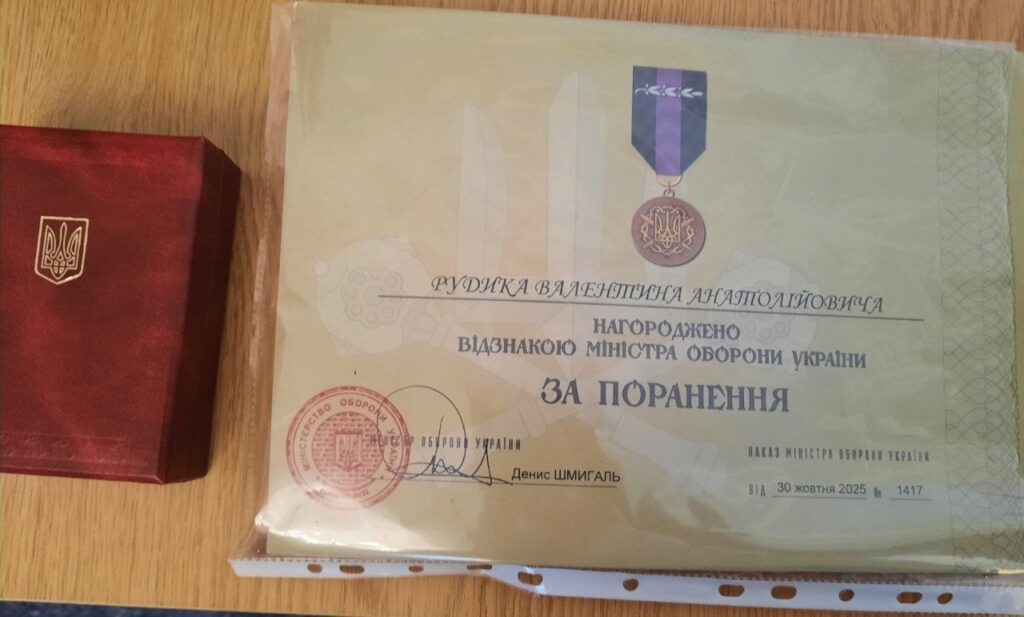 РУДИКА ВАЛЕНТИНА АНАТОЛІЙОВИЧА
НАГОРОДЖЕНО
ВІДЗНАКОЮ МІНІСТРА ОБОРОНИ УКРАЇНИ
ЗА ПОРАНЕННЯ
МІНІСТЕРСТВО ОБОРОНИ УКРАЇНИ
МІНІСТР ОБОРОНИ УКРАЇНИ
Денис ШМИГАЛЬ
НАКАЗ МІНІСТРА ОБОРОНИ УКРАЇНИ
ВІД 30 жовтня 2025 № 1417